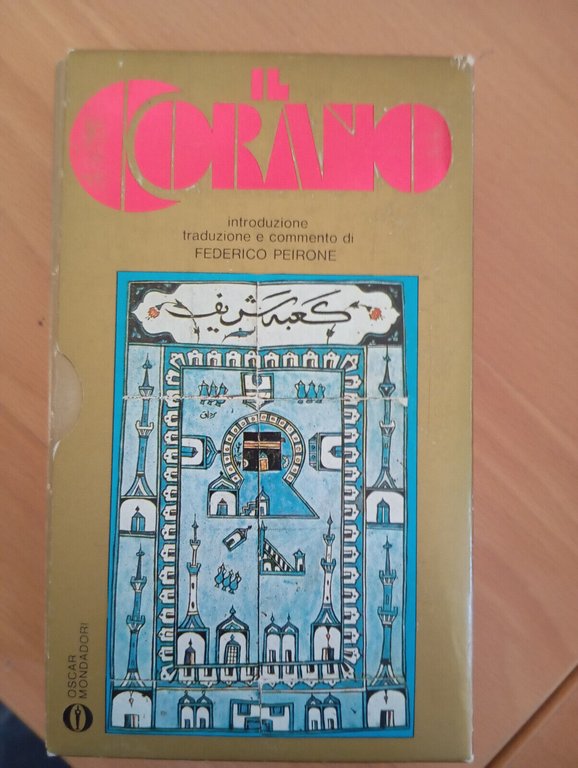 IL
CORANO
introduzione
traduzione e commento di
FEDERICO PEIRONE
كعبه شريف
OSCAR
MONDADORI